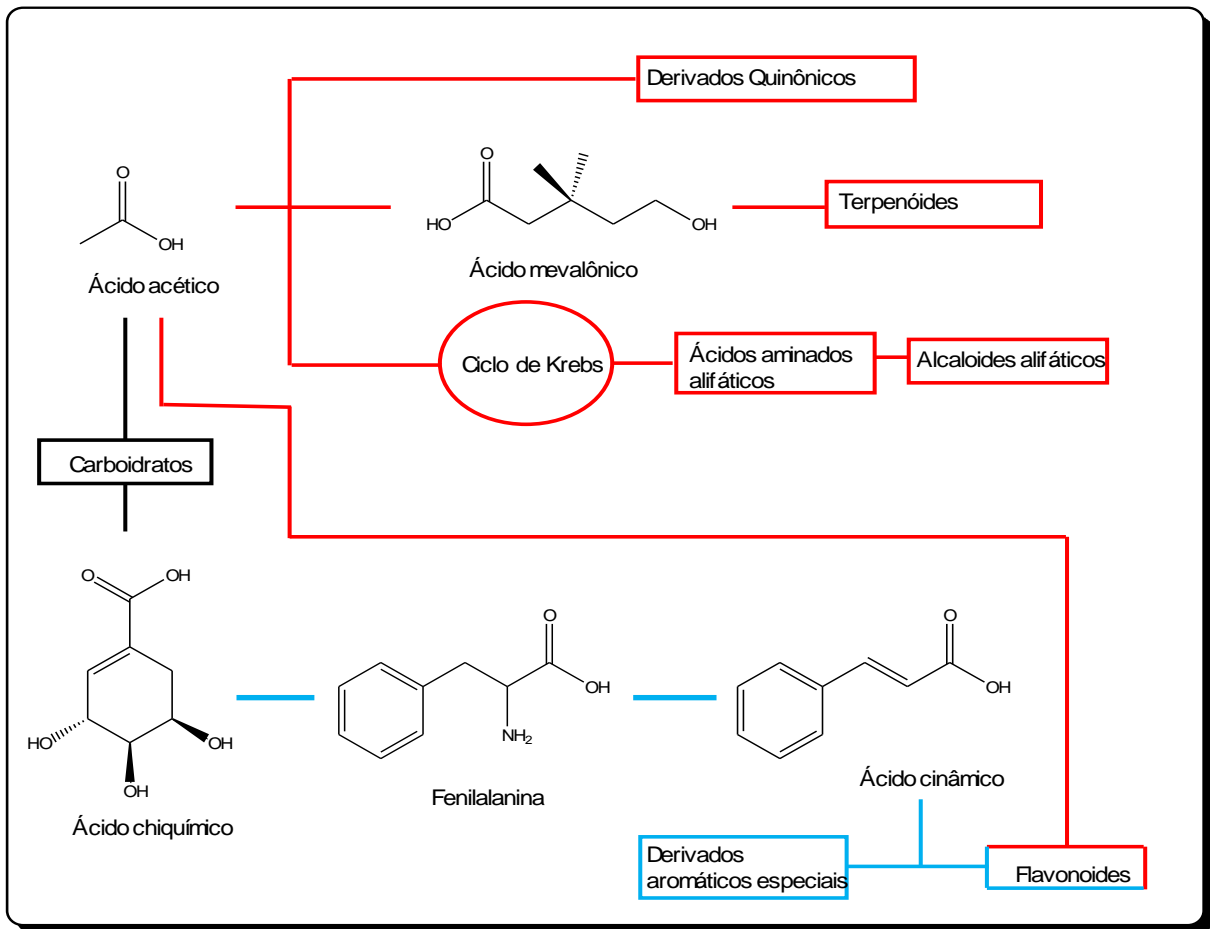 Derivados Quinônicos
O
OH
Ácido acético
O
HO
OH
Ácido mevalônico
Terpenóides
Ciclo de Krebs
Ácidos aminados
alifáticos
Alcaloides alifáticos
Carboidratos
O
OH
HO
OH
OH
Ácido chiquímico
O
OH
NH₂
Fenilalanina
O
OH
Ácido cinâmico
Derivados
aromáticos especiais
Flavonoides